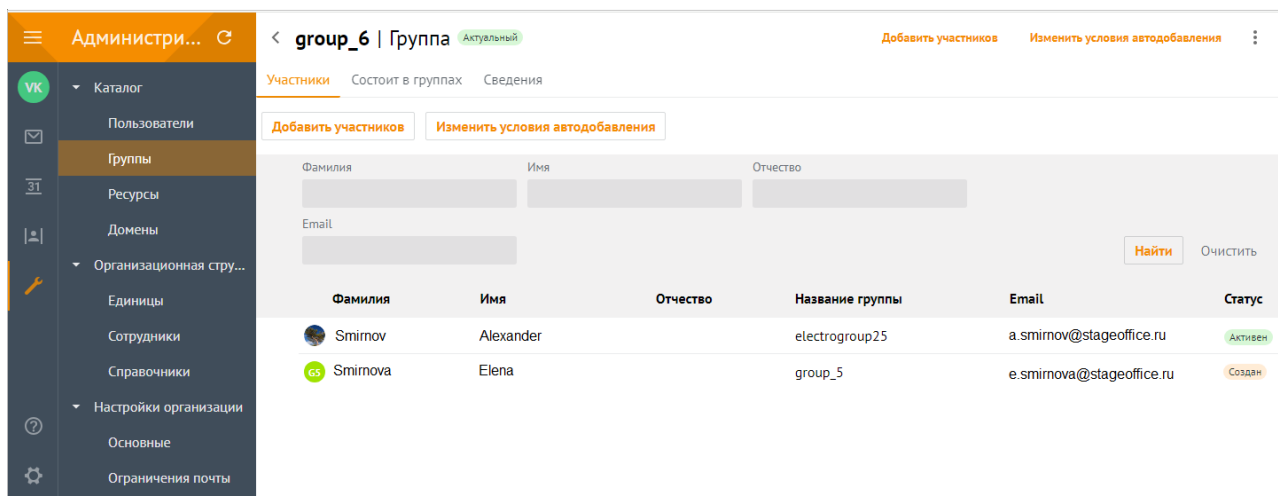 Администри...
group_6 | Группа Актуальный
Добавить участников Изменить условия автодобавления
VK
31
Каталог
Пользователи
Группы
Ресурсы
Домены
Организационная стру...
Единицы
Сотрудники
Справочники
Настройки организации
Основные
Ограничения почты
Участники Состоит в группах Сведения
Добавить участников Изменить условия автодобавления
Фамилия Имя Отчество
Email
Найти Очистить
Фамилия Имя Отчество Название группы Email Статус
Smirnov Alexander electrogroup25 a.smirnov@stageoffice.ru Активен
G5 Smirnova Elena group_5 e.smirnova@stageoffice.ru Создан